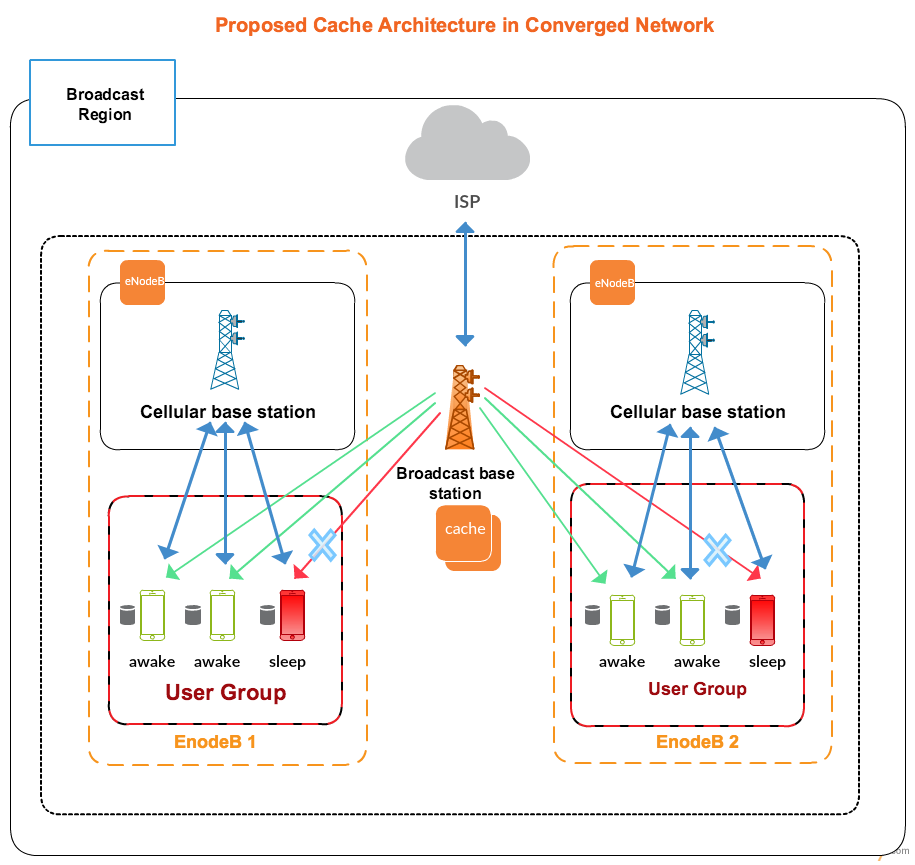 Proposed Cache Architecture in Converged Network
Broadcast
Region
ISP
eNodeB
eNodeB
Cellular base station
Cellular base station
Broadcast base
station
cache
awake
awake
sleep
awake
awake
sleep
User Group
User Group
EnodeB 1
EnodeB 2